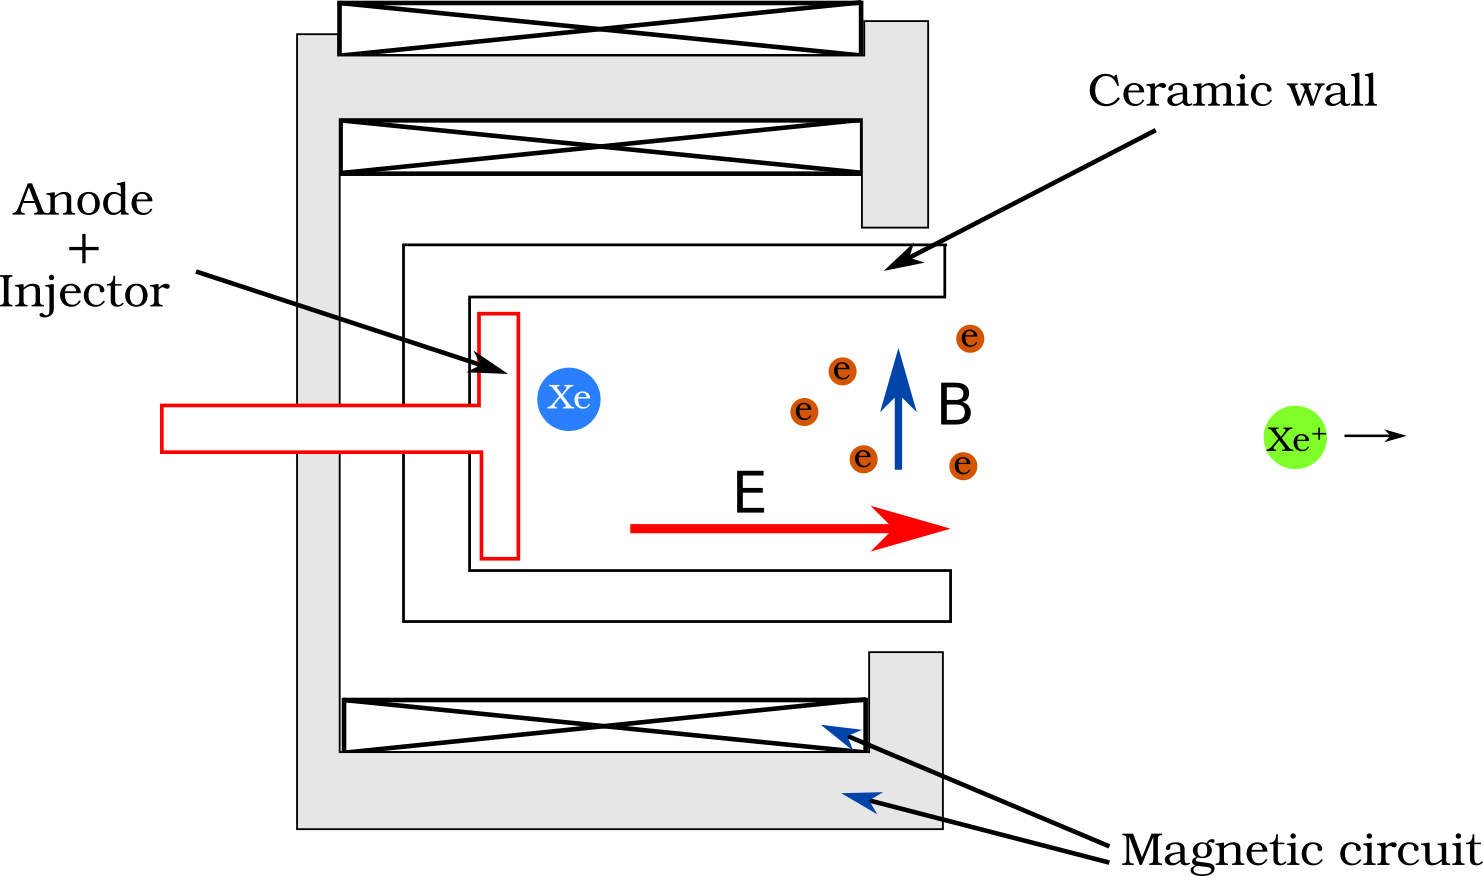 Ceramic wall
Anode
+
Injector
e
e
Xe
B
e
Xe⁺
e
e
E
Magnetic circuit